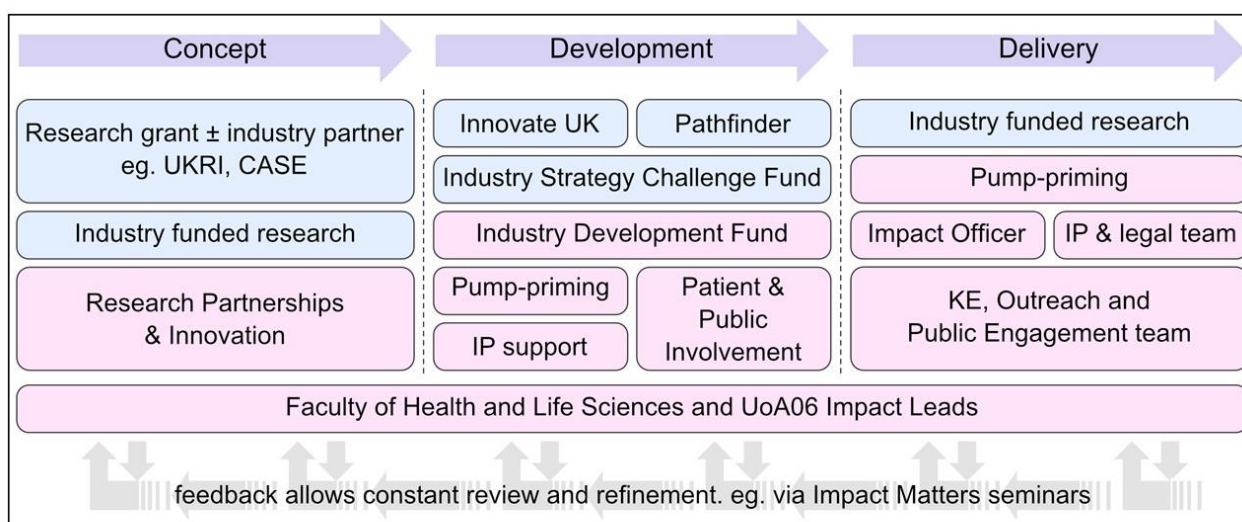 Concept
Development
Delivery
Research grant ± industry partner
eg. UKRI, CASE
Industry funded research
Research Partnerships
& Innovation
Innovate UK
Pathfinder
Industry Strategy Challenge Fund
Industry Development Fund
Pump-priming
IP support
Patient &
Public
Involvement
Industry funded research
Pump-priming
Impact Officer
IP & legal team
KE, Outreach and
Public Engagement team
Faculty of Health and Life Sciences and UoA06 Impact Leads
feedback allows constant review and refinement. eg. via Impact Matters seminars